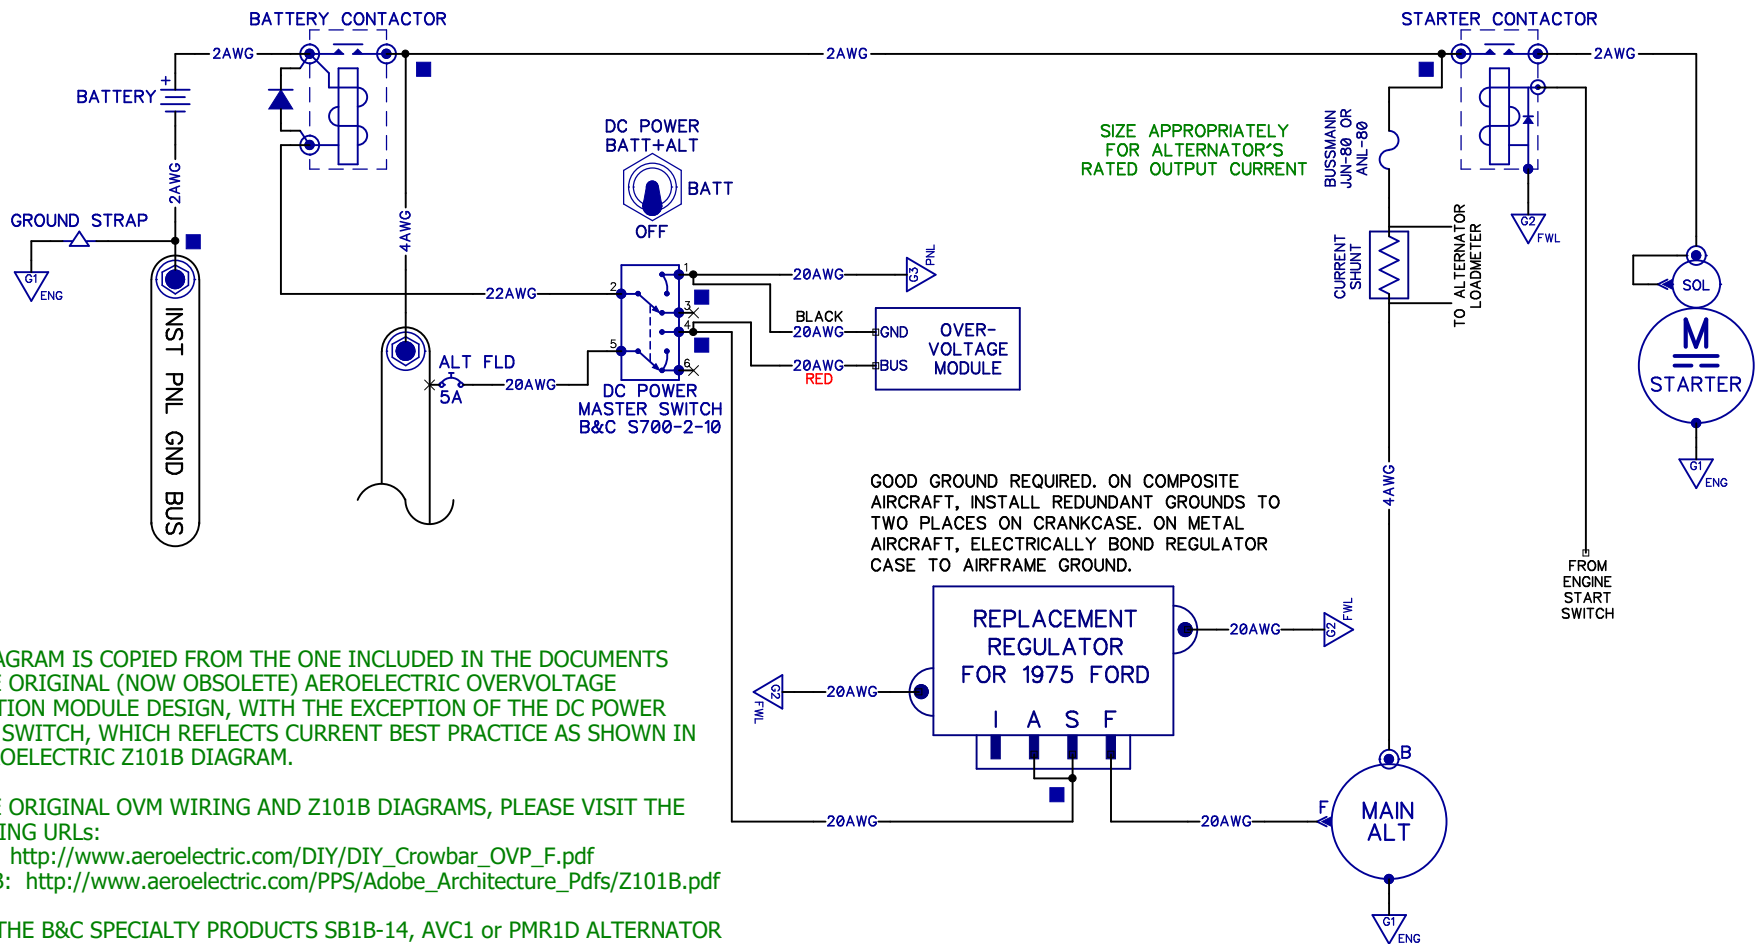 BATTERY CONTACTOR
STARTER CONTACTOR
2AWG
2AWG
2AWG
+
BATTERY
2AWG
GROUND STRAP
G1
ENG
INST PNL GND BUS
4AWG
DC POWER
BATT+ALT
BATT
OFF
SIZE APPROPRIATELY
FOR ALTERNATOR'S
RATED OUTPUT CURRENT
BUSSMANN
JJN-80 OR
ANL-80
CURRENT
SHUNT
TO ALTERNATOR
LOADMETER
G2
FWL
SOL
M
STARTER
G1
ENG
22AWG
2
1
3
4
5
6
20AWG
G3
PNL
BLACK
20AWG
GND
20AWG
RED
BUS
OVER-
VOLTAGE
MODULE
ALT FLD
5A
20AWG
DC POWER
MASTER SWITCH
B&C S700-2-10
4AWG
GOOD GROUND REQUIRED. ON COMPOSITE
AIRCRAFT, INSTALL REDUNDANT GROUNDS TO
TWO PLACES ON CRANKCASE. ON METAL
AIRCRAFT, ELECTRICALLY BOND REGULATOR
CASE TO AIRFRAME GROUND.
FROM
ENGINE
START
SWITCH
REPLACEMENT
REGULATOR
FOR 1975 FORD
I A S F
20AWG
G2
FWL
20AWG
G2
FWL
20AWG
20AWG
F
B
MAIN
ALT
G1
ENG
AGRAM IS COPIED FROM THE ONE INCLUDED IN THE DOCUMENTS
E ORIGINAL (NOW OBSOLETE) AEROELECTRIC OVERVOLTAGE
TION MODULE DESIGN, WITH THE EXCEPTION OF THE DC POWER
SWITCH, WHICH REFLECTS CURRENT BEST PRACTICE AS SHOWN IN
OELECTRIC Z101B DIAGRAM.
E ORIGINAL OVM WIRING AND Z101B DIAGRAMS, PLEASE VISIT THE
ING URLs:
http://www.aeroelectric.com/DIY/DIY_Crowbar_OVP_F.pdf
B: http://www.aeroelectric.com/PPS/Adobe_Architecture_Pdfs/Z101B.pdf
THE B&C SPECIALTY PRODUCTS SB1B-14, AVC1 or PMR1D ALTERNATOR